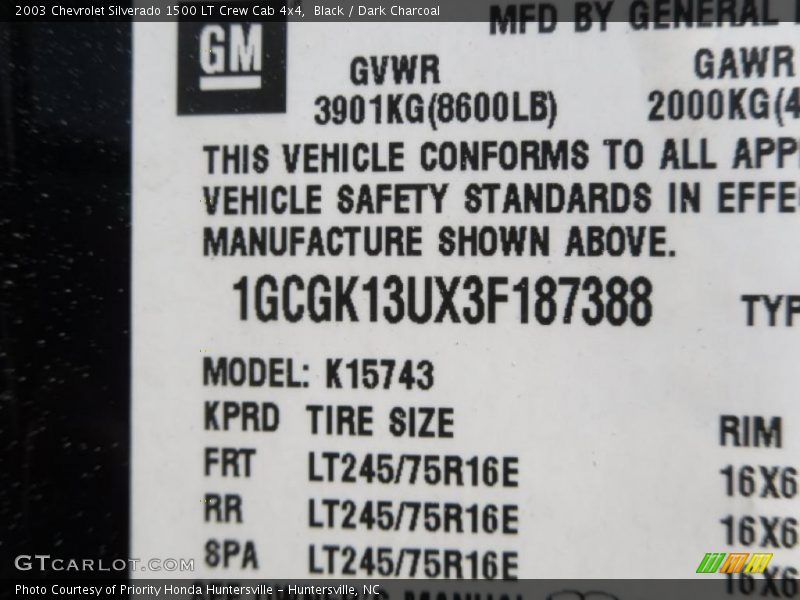 2003 Chevrolet Silverado 1500 LT Crew Cab 4x4, Black / Dark Charcoal
MFD BY GENERAL
GM
GVWR GAWR
3901KG(8600LB) 2000KG(4
THIS VEHICLE CONFORMS TO ALL APPL
VEHICLE SAFETY STANDARDS IN EFFE
MANUFACTURE SHOWN ABOVE.
1GCGK13UX3F187388 TYP
MODEL: K15743
KPRD TIRE SIZE RIM
FRT LT245/75R16E 16X6
RR LT245/75R16E 16X6
SPA LT245/75R16E 16X6
GTCARLOT.COM
Photo Courtesy of Priority Honda Huntersville – Huntersville, NC